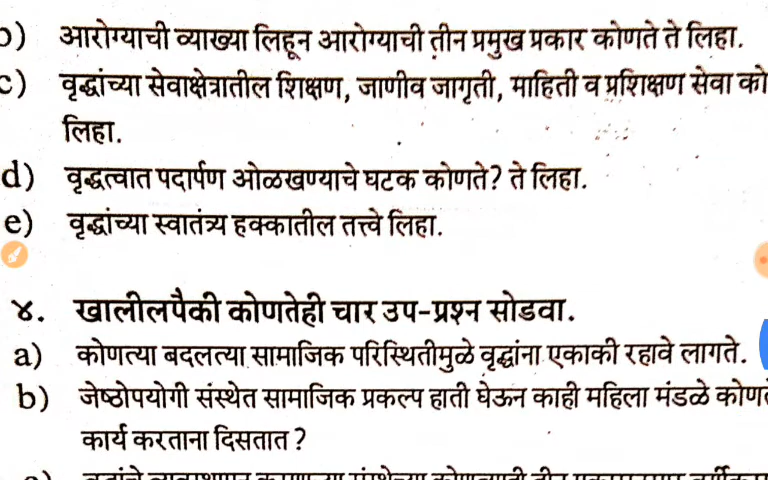 b) आरोग्याची व्याख्या लिहून आरोग्याची तीन प्रमुख प्रकार कोणते ते लिहा.
c) वृद्धांच्या सेवाक्षेत्रातील शिक्षण, जाणीव जागृती, माहिती व प्रशिक्षण सेवा को
लिहा.
d) वृद्धत्वात पदार्पण ओळखण्याचे घटक कोणते? ते लिहा.
e) वृद्धांच्या स्वातंत्र्य हक्कातील तत्त्वे लिहा.
४. खालीलपैकी कोणतेही चार उप-प्रश्न सोडवा.
a) कोणत्या बदलत्या सामाजिक परिस्थितीमुळे वृद्धांना एकाकी रहावे लागते.
b) जेष्ठोपयोगी संस्थेत सामाजिक प्रकल्प हाती घेऊन काही महिला मंडळे कोणते
कार्य करताना दिसतात ?